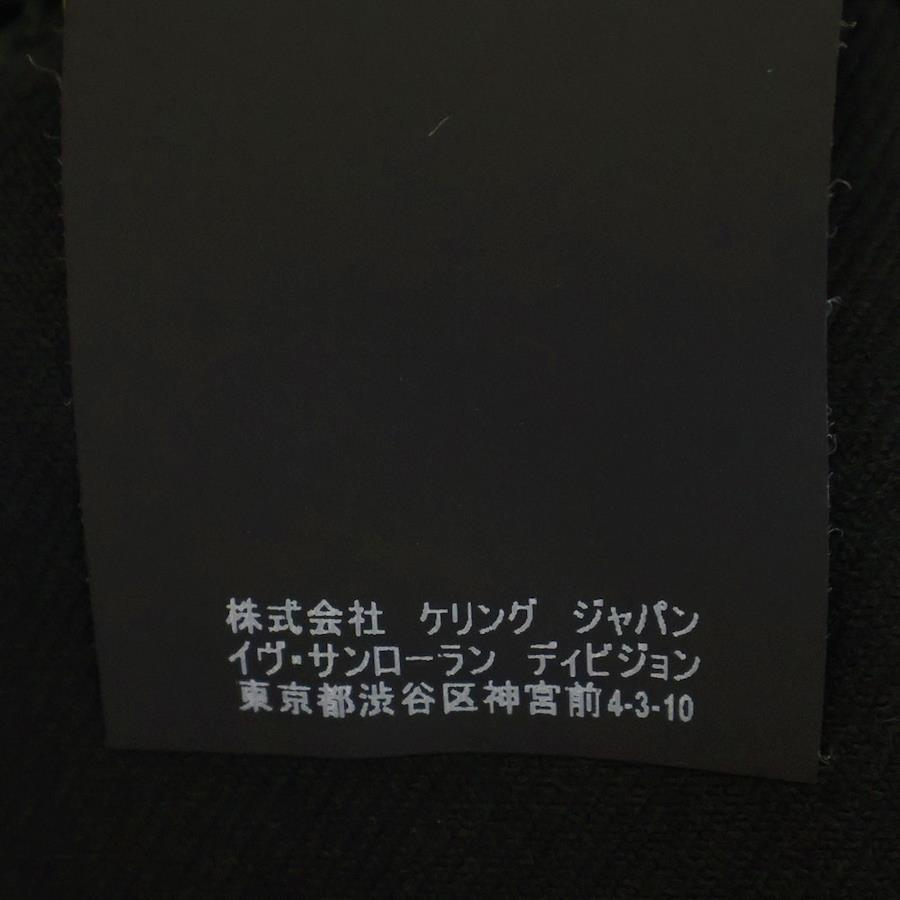 株式会社 ケリング ジャパン
イヴ・サンローラン ディビジョン
東京都渋谷区神宮前4-3-10